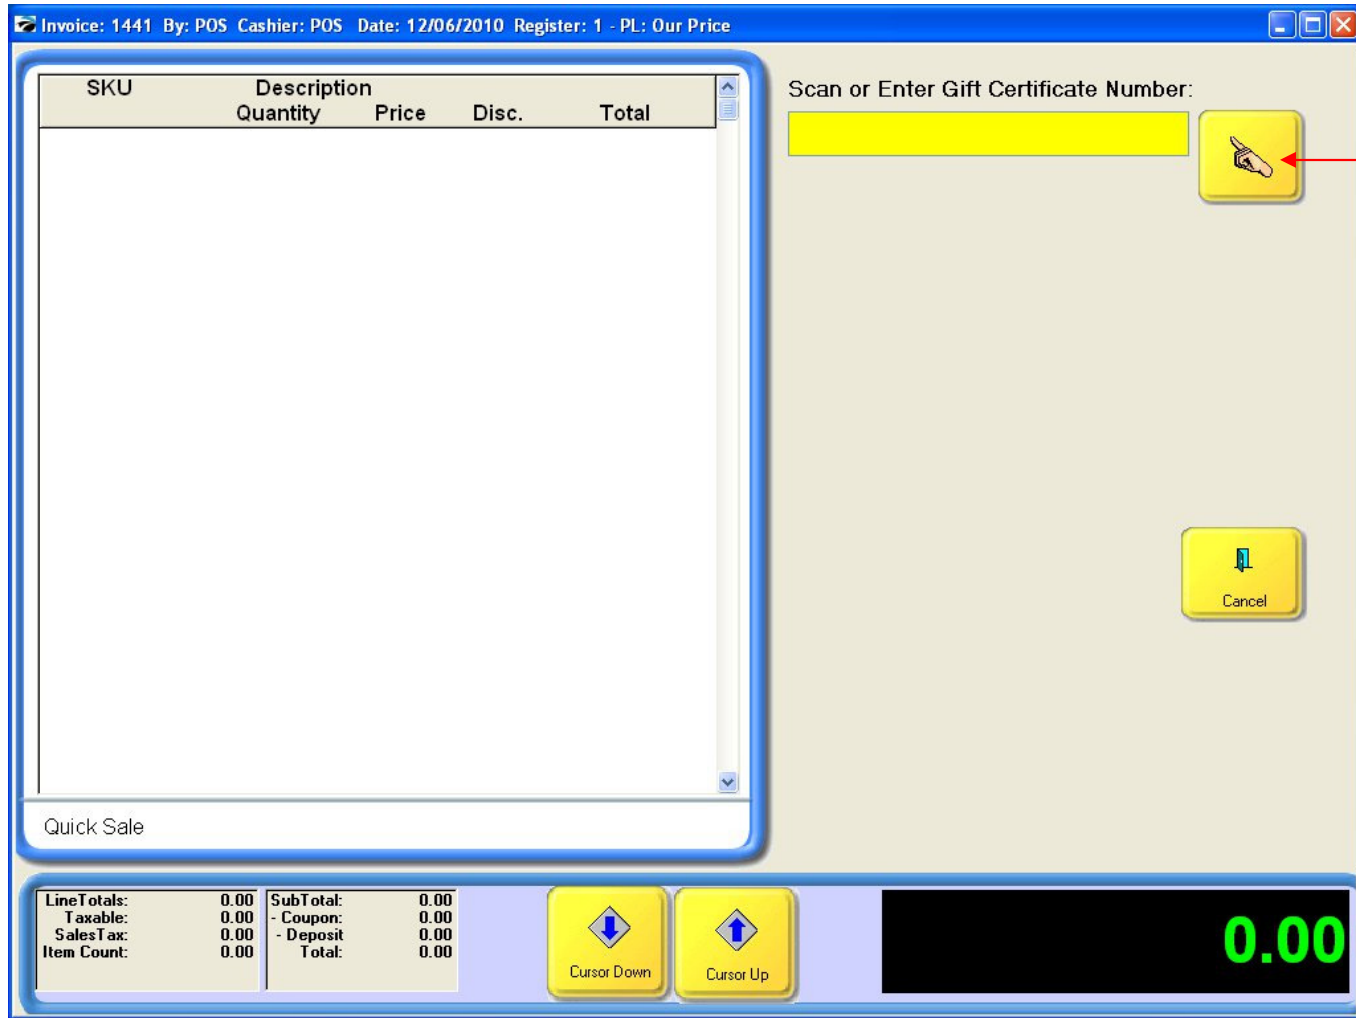 Invoice: 1441 By: POS Cashier: POS Date: 12/06/2010 Register: 1 - PL: Our Price
SKU Description
Quantity Price Disc. Total
Scan or Enter Gift Certificate Number:
Cancel
Quick Sale
LineTotals: 0.00 SubTotal: 0.00
Taxable: 0.00 - Coupon: 0.00
SalesTax: 0.00 - Deposit 0.00
Item Count: 0.00 Total: 0.00
Cursor Down
Cursor Up
0.00